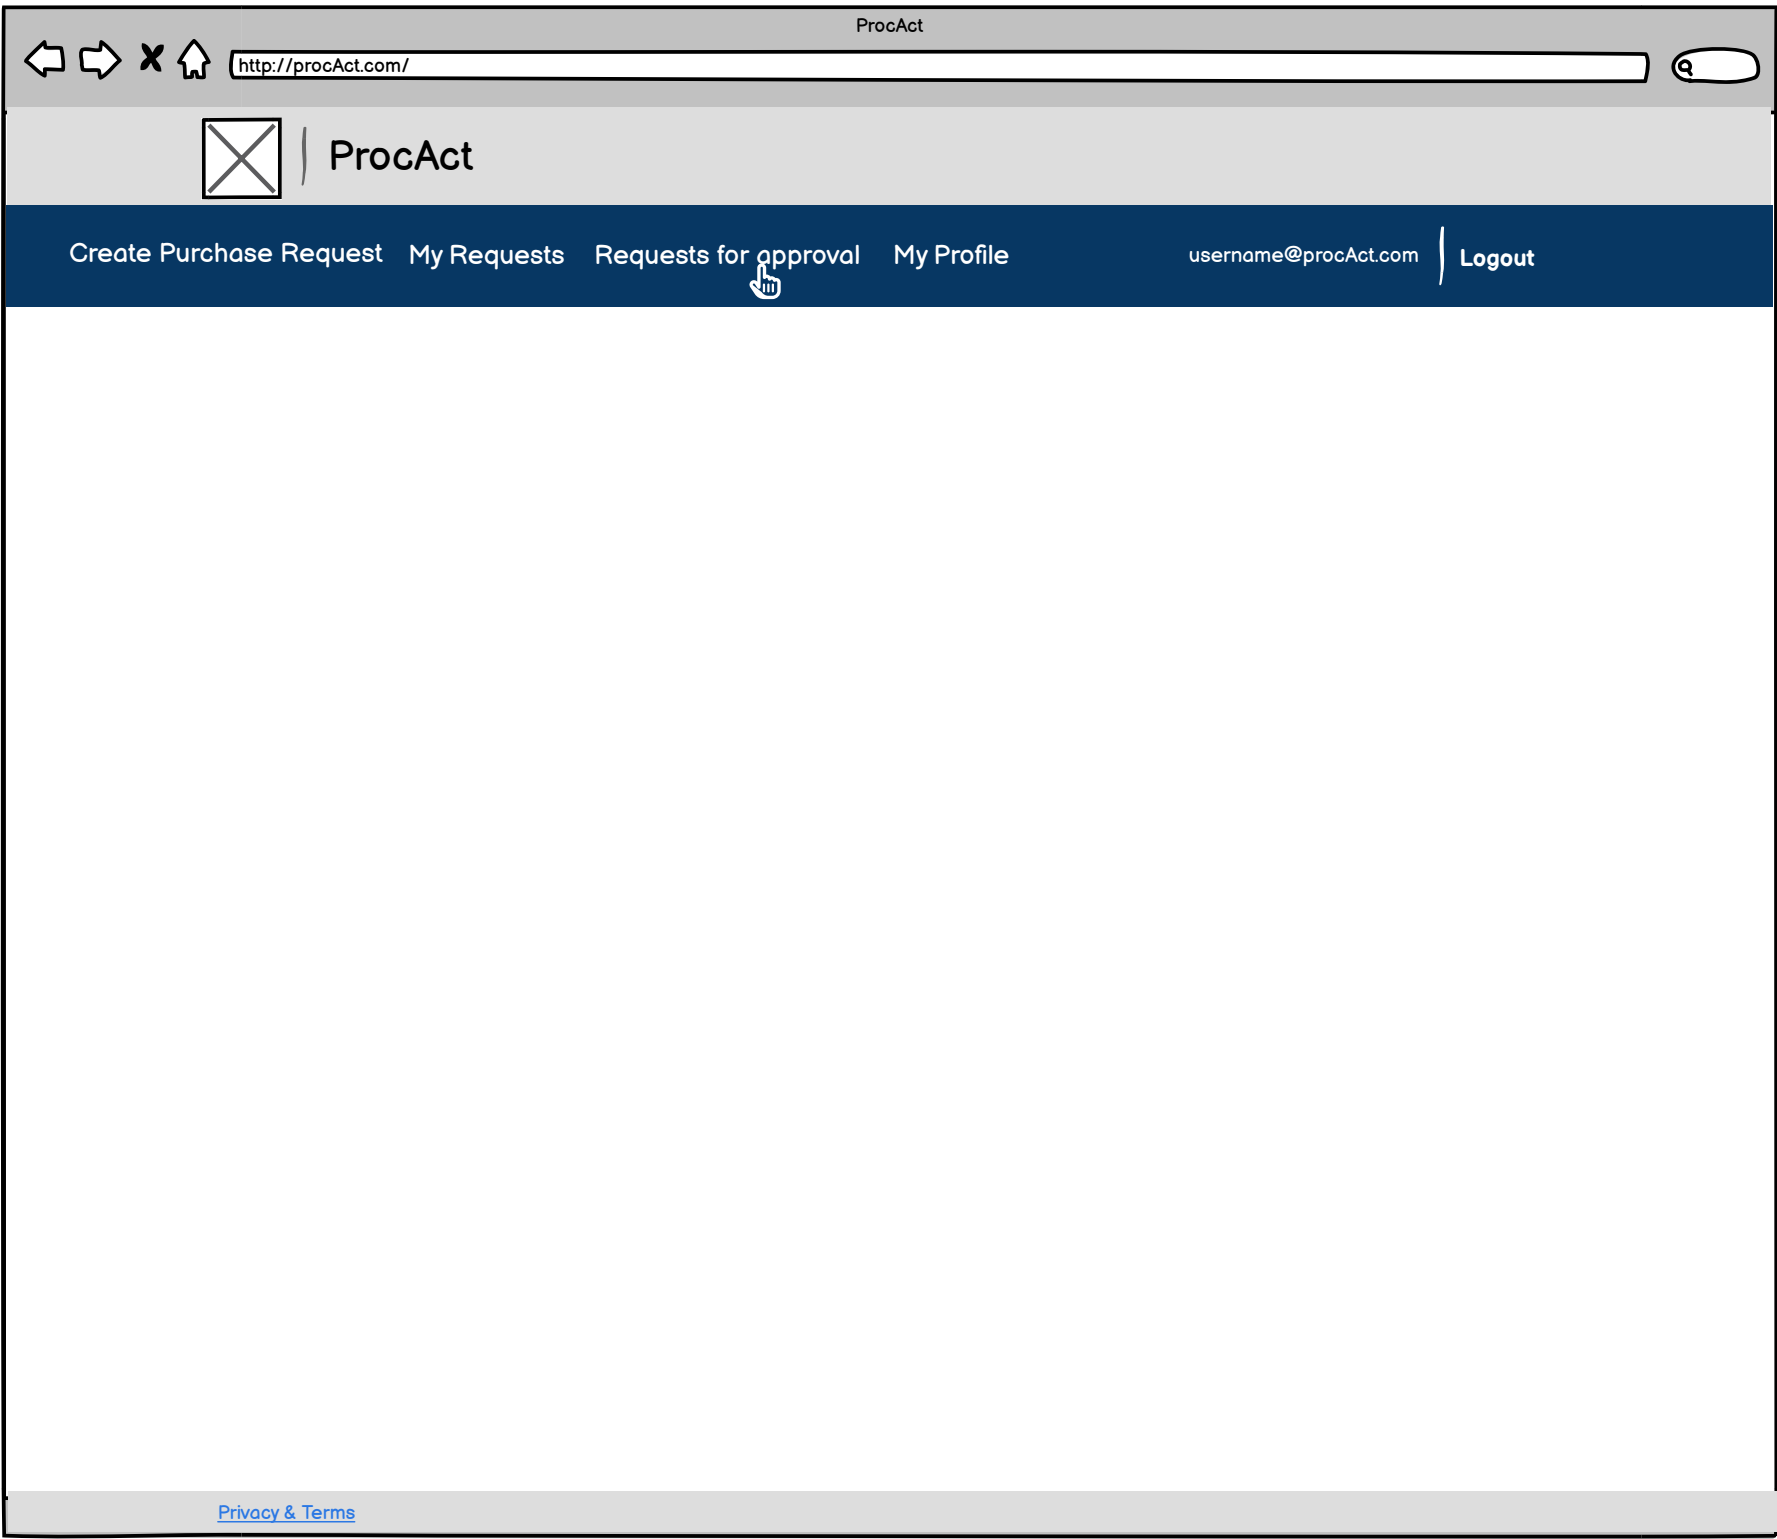 ProcAct
http://procAct.com/
ProcAct
Create Purchase Request My Requests Requests for approval My Profile username@procAct.com Logout
Privacy & Terms